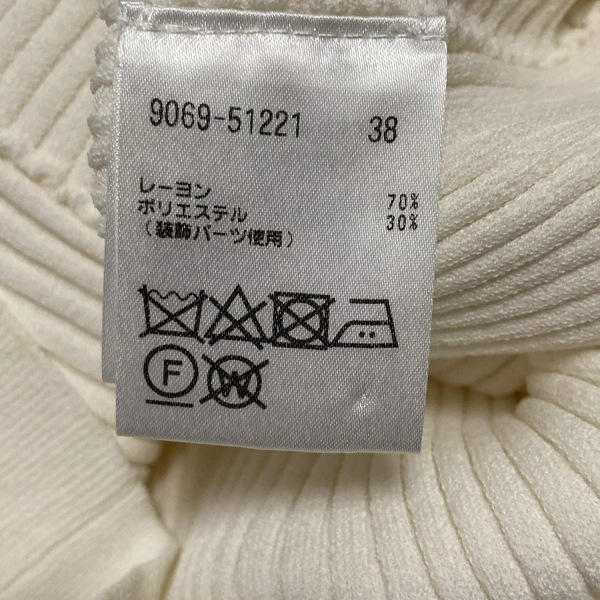 9069-51221 38
レーヨン 70%
ポリエステル 30%
(装飾パーツ使用)
F W